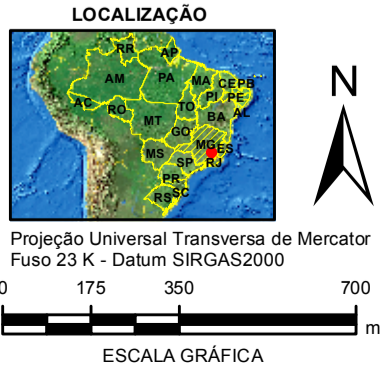 LOCALIZAÇÃO
RR AP
AM PA MA CE PB
PI PE
AC RO TO AL
MT BA
GO
MG ES
MS SP RJ
PR
SC
RS
N
Projeção Universal Transversa de Mercator
Fuso 23 K - Datum SIRGAS2000
0 175 350 700
m
ESCALA GRÁFICA